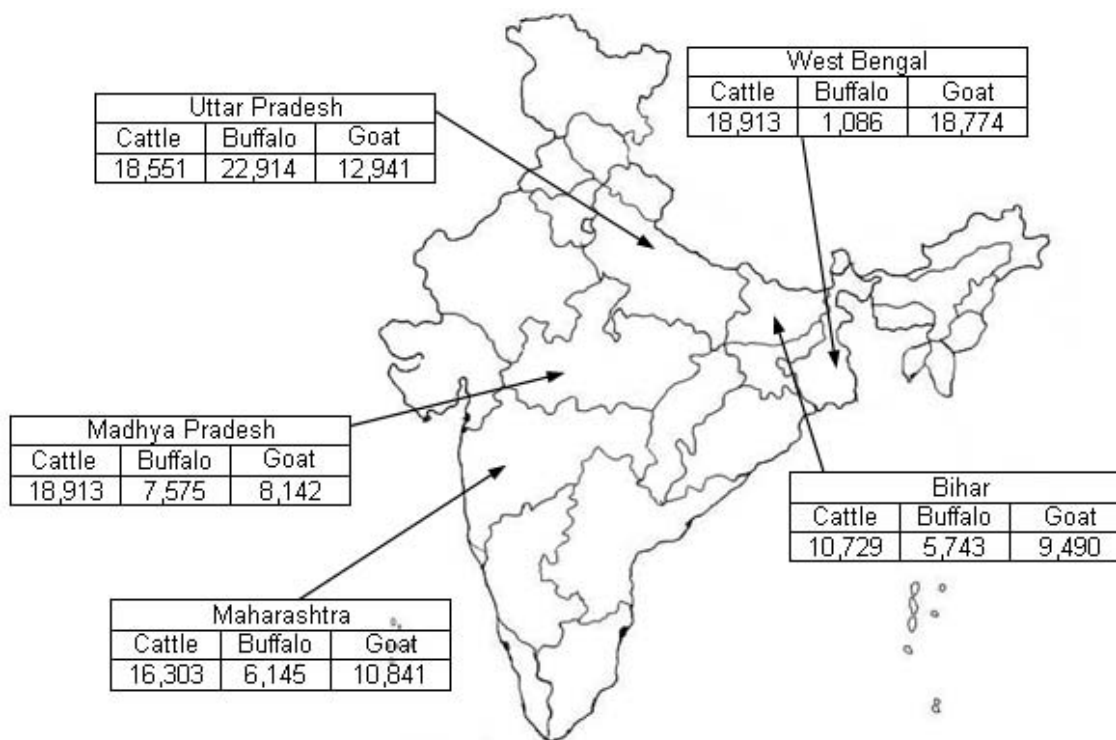 West Bengal
Cattle Buffalo Goat
18,913 1,086 18,774
Uttar Pradesh
Cattle Buffalo Goat
18,551 22,914 12,941
Madhya Pradesh
Cattle Buffalo Goat
18,913 7,575 8,142
Bihar
Cattle Buffalo Goat
10,729 5,743 9,490
Maharashtra
Cattle Buffalo Goat
16,303 6,145 10,841